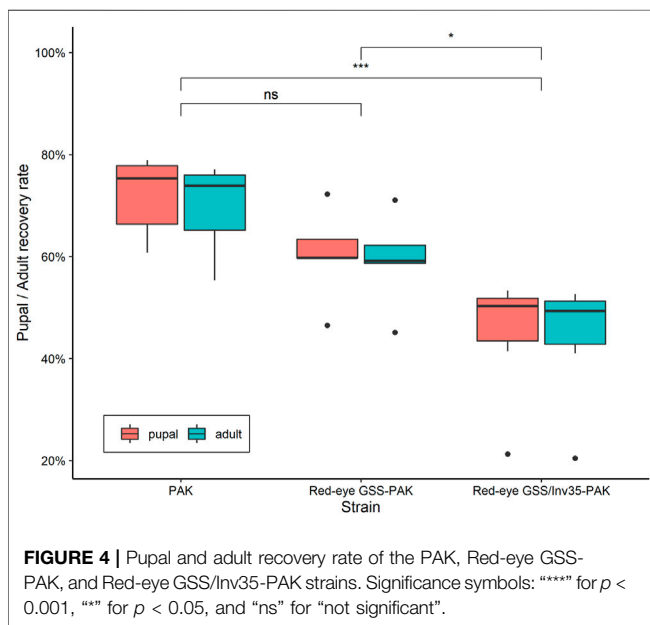 100%
80%
60%
40%
20%
Pupal / Adult recovery rate
*
***
ns
pupal
adult
PAK
Red-eye GSS-PAK
Red-eye GSS/Inv35-PAK
Strain
FIGURE 4 | Pupal and adult recovery rate of the PAK, Red-eye GSS-
PAK, and Red-eye GSS/Inv35-PAK strains. Significance symbols: “***” for p <
0.001, “*” for p < 0.05, and “ns” for “not significant”.